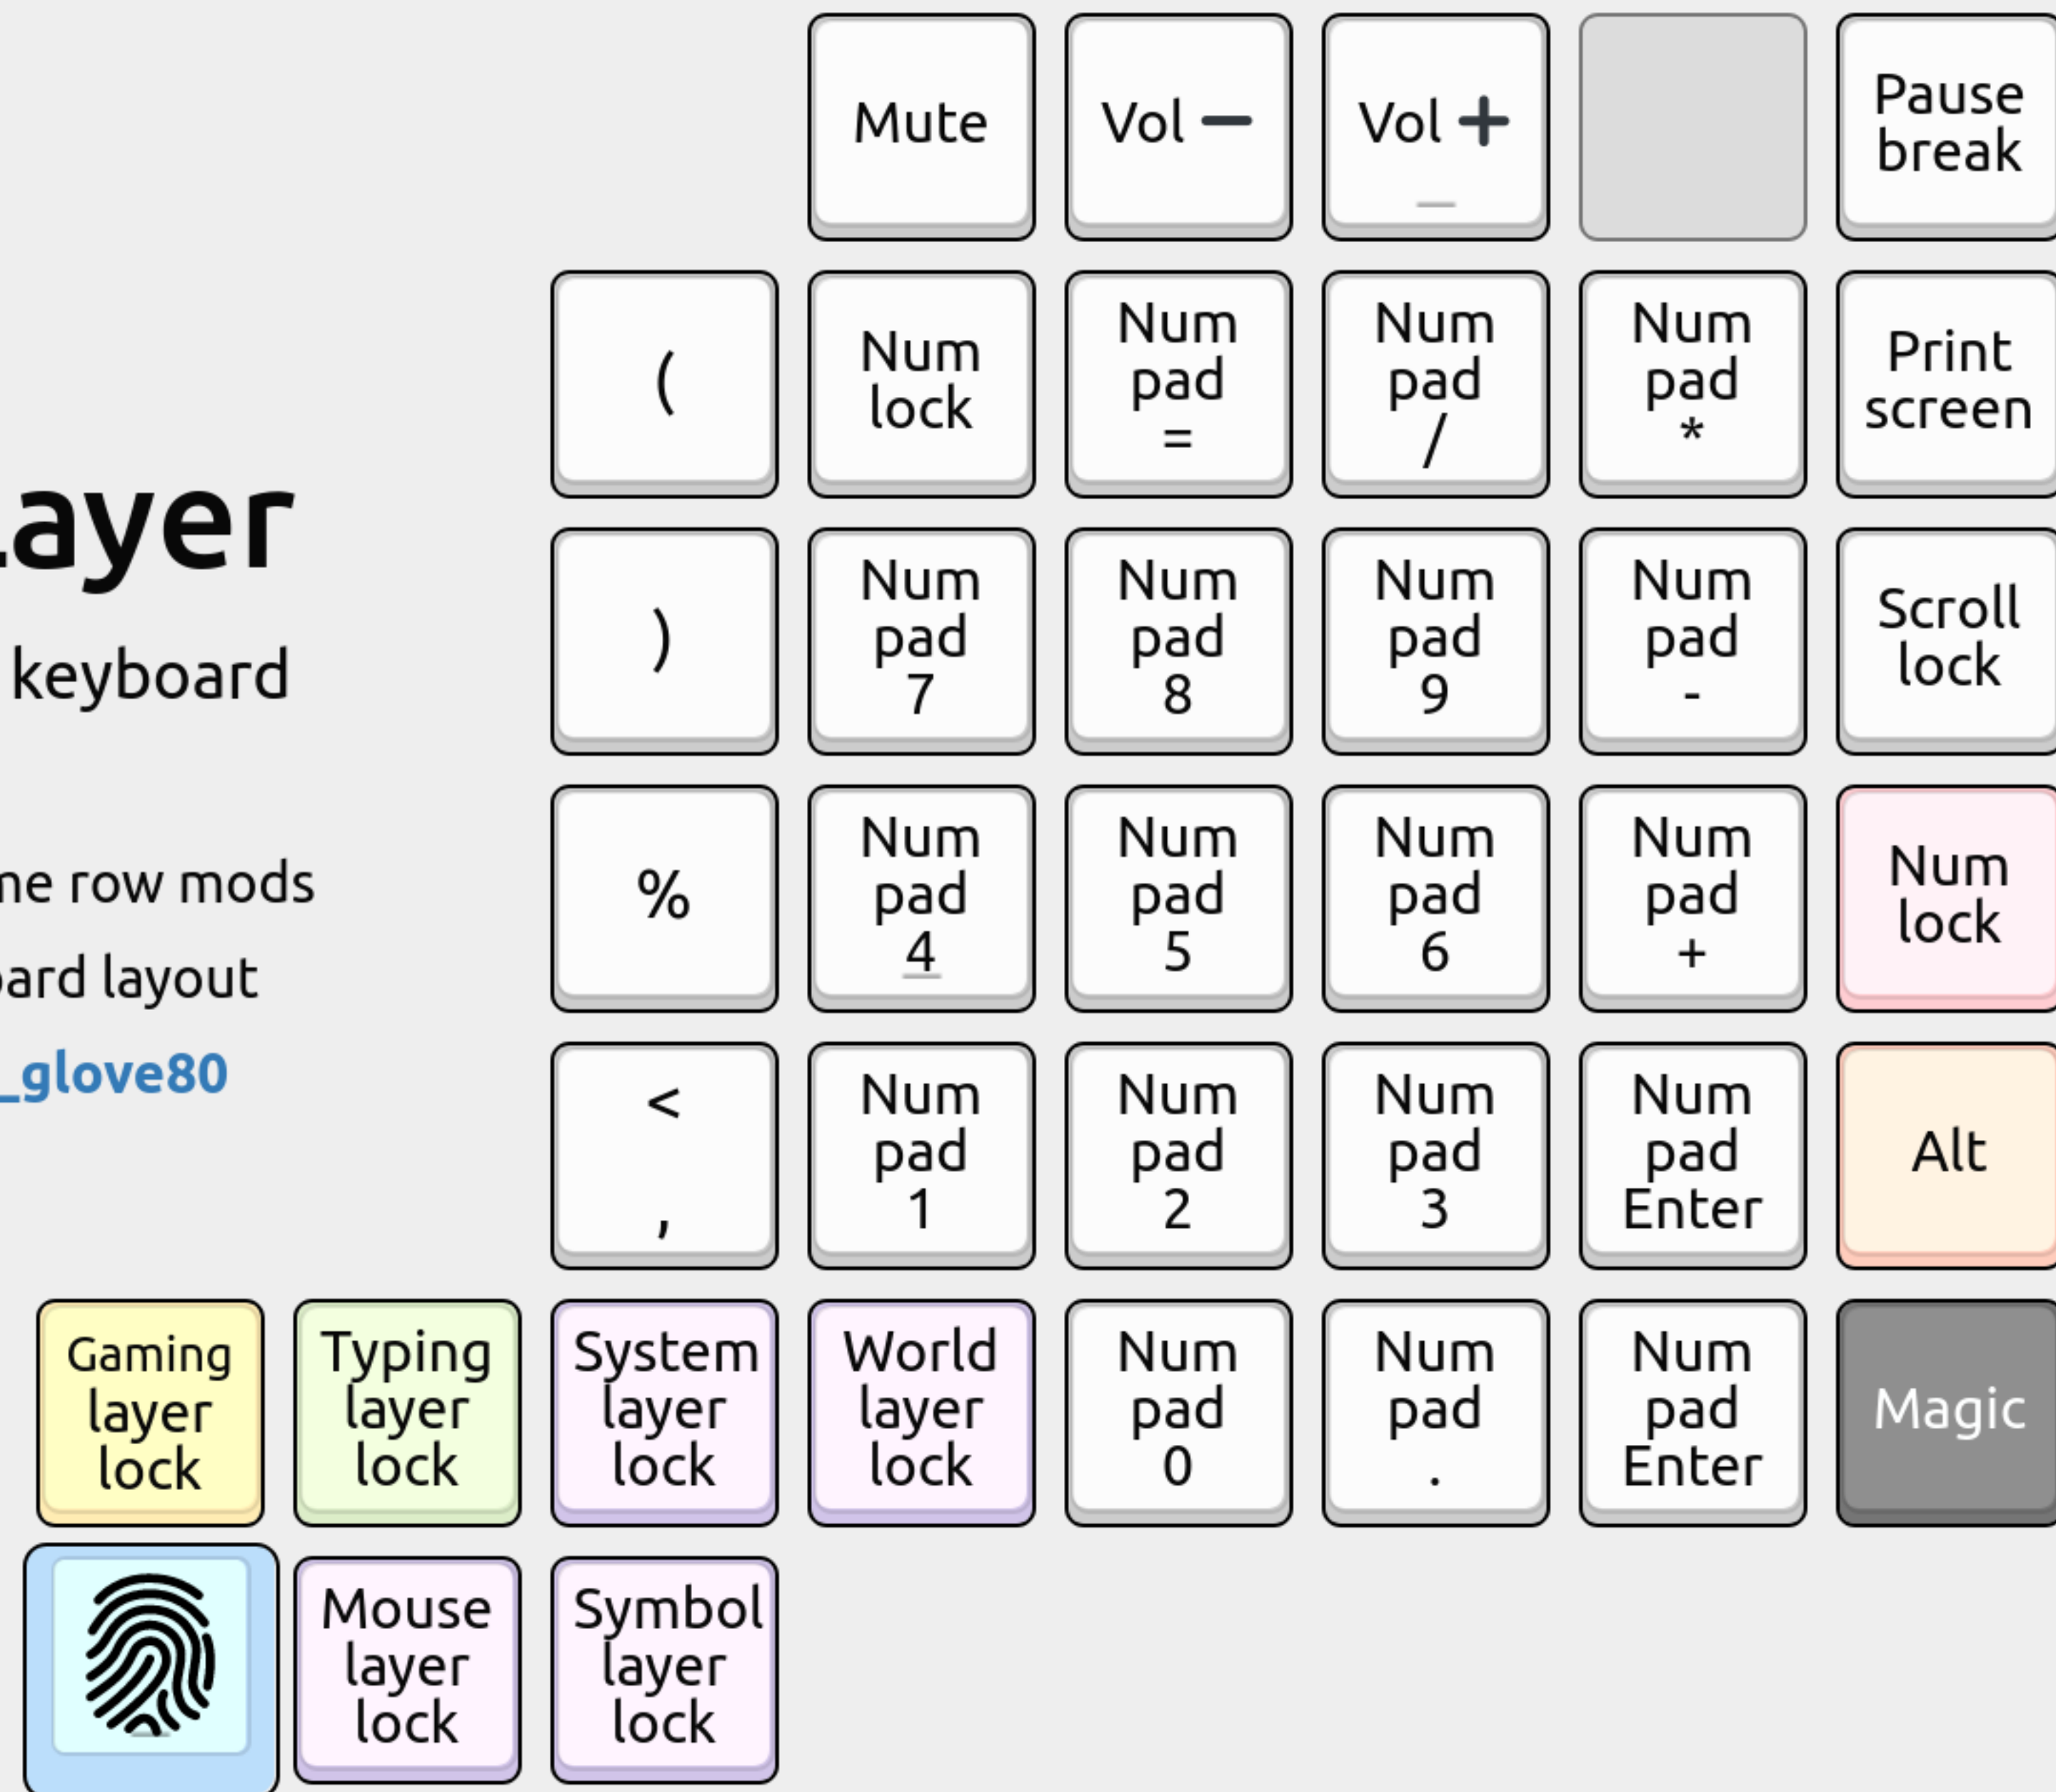 Mute
Vol −
Vol +
Pause
break
(
Num
lock
Num
pad
=
Num
pad
/
Num
pad
*
Print
screen
)
Num
pad
7
Num
pad
8
Num
pad
9
Num
pad
-
Scroll
lock
ayer
keyboard
%
Num
pad
4
Num
pad
5
Num
pad
6
Num
pad
+
Num
lock
me row mods
ard layout
_glove80
<
,
Num
pad
1
Num
pad
2
Num
pad
3
Num
pad
Enter
Alt
Gaming
layer
lock
Typing
layer
lock
System
layer
lock
World
layer
lock
Num
pad
0
Num
pad
.
Num
pad
Enter
Magic
Mouse
layer
lock
Symbol
layer
lock